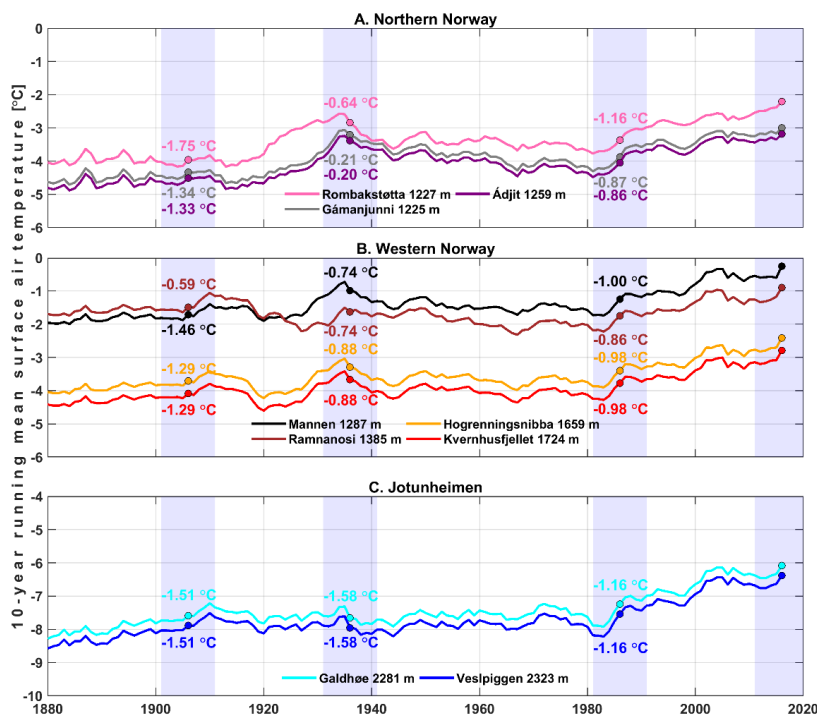 10-year running mean surface air temperature [°C]
A. Northern Norway
0
-1
-2
-3
-4
-5
-6
-1.75 °C
-0.64 °C
-1.16 °C
-1.34 °C
-1.33 °C
-0.21 °C
-0.20 °C
-0.87 °C
-0.86 °C
Rombakstøtta 1227 m
Ádjit 1259 m
Gámanjunni 1225 m
B. Western Norway
0
-1
-2
-3
-4
-5
-6
-0.59 °C
-0.74 °C
-1.00 °C
-1.46 °C
-0.74 °C
-0.86 °C
-1.29 °C
-0.88 °C
-0.98 °C
-1.29 °C
-0.88 °C
-0.98 °C
Mannen 1287 m
Hogrenningsnibba 1659 m
Ramnanosi 1385 m
Kvernhusfjellet 1724 m
C. Jotunheimen
-4
-5
-6
-7
-8
-9
-10
-1.51 °C
-1.58 °C
-1.16 °C
-1.51 °C
-1.58 °C
-1.16 °C
Galdhøe 2281 m
Veslpiggen 2323 m
1880 1900 1920 1940 1960 1980 2000 2020